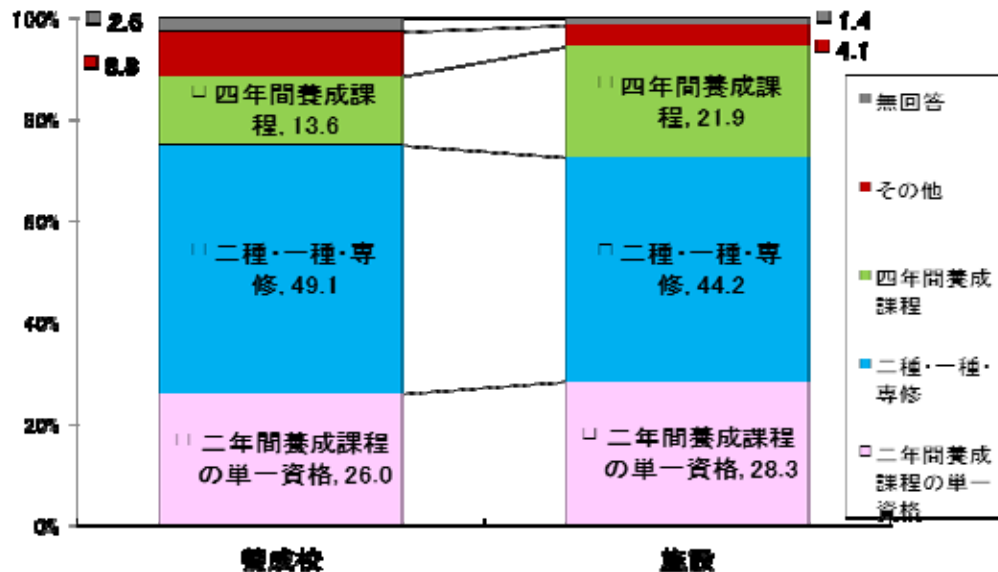 100%
80%
60%
40%
20%
0%
2.5
8.8
四年間養成課
程, 13.6
二種・一種・専
修, 49.1
二年間養成課程
の単一資格, 26.0
養成校
1.4
4.1
四年間養成課
程, 21.9
二種・一種・専
修, 44.2
二年間養成課程
の単一資格, 28.3
施設
無回答
その他
四年間養成
課程
二種・一種・
専修
二年間養成
課程の単一
資格